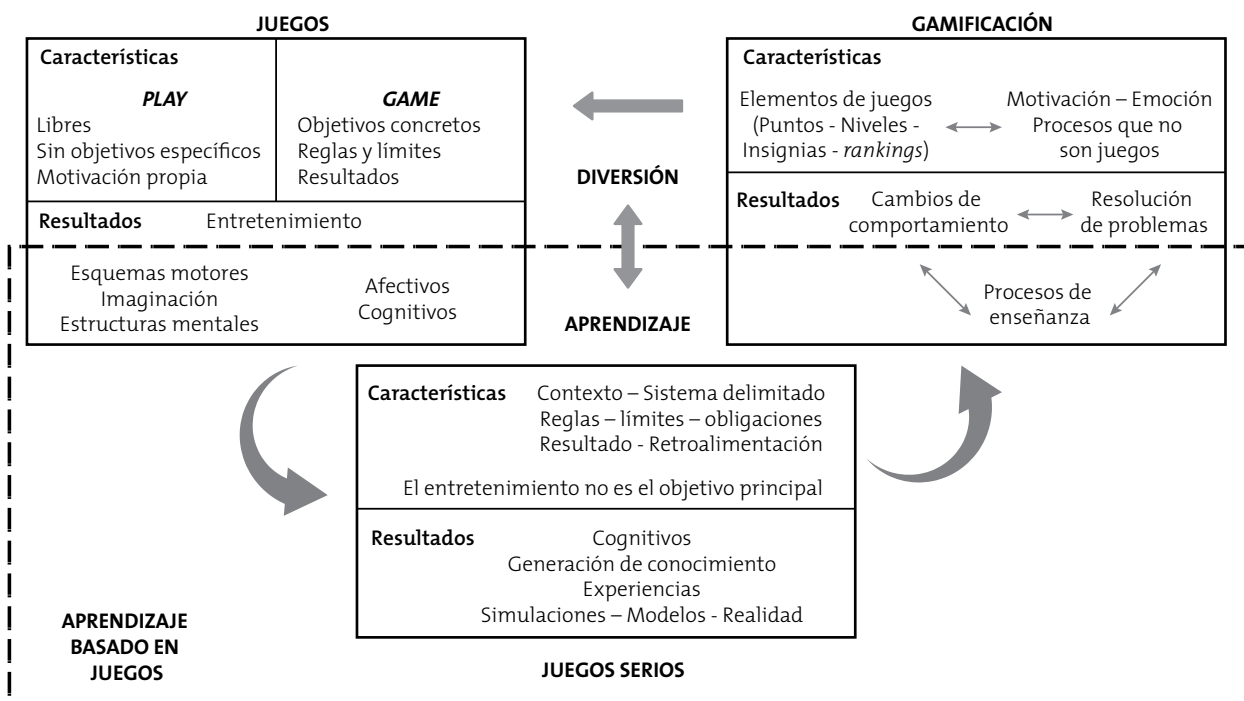 JUEGOS
Características
PLAY
Libres
Sin objetivos específicos
Motivación propia
GAME
Objetivos concretos
Reglas y límites
Resultados
Resultados Entretenimiento
Esquemas motores
Imaginación
Estructuras mentales
Afectivos
Cognitivos
DIVERSIÓN
APRENDIZAJE
GAMIFICACIÓN
Características
Elementos de juegos
(Puntos - Niveles -
Insignias - rankings)
Motivación – Emoción
Procesos que no
son juegos
Resultados
Cambios de
comportamiento
Resolución
de problemas
Procesos de
enseñanza
Características
Contexto – Sistema delimitado
Reglas – límites – obligaciones
Resultado - Retroalimentación
El entretenimiento no es el objetivo principal
Resultados
Cognitivos
Generación de conocimiento
Experiencias
Simulaciones – Modelos - Realidad
JUEGOS SERIOS
APRENDIZAJE
BASADO EN
JUEGOS